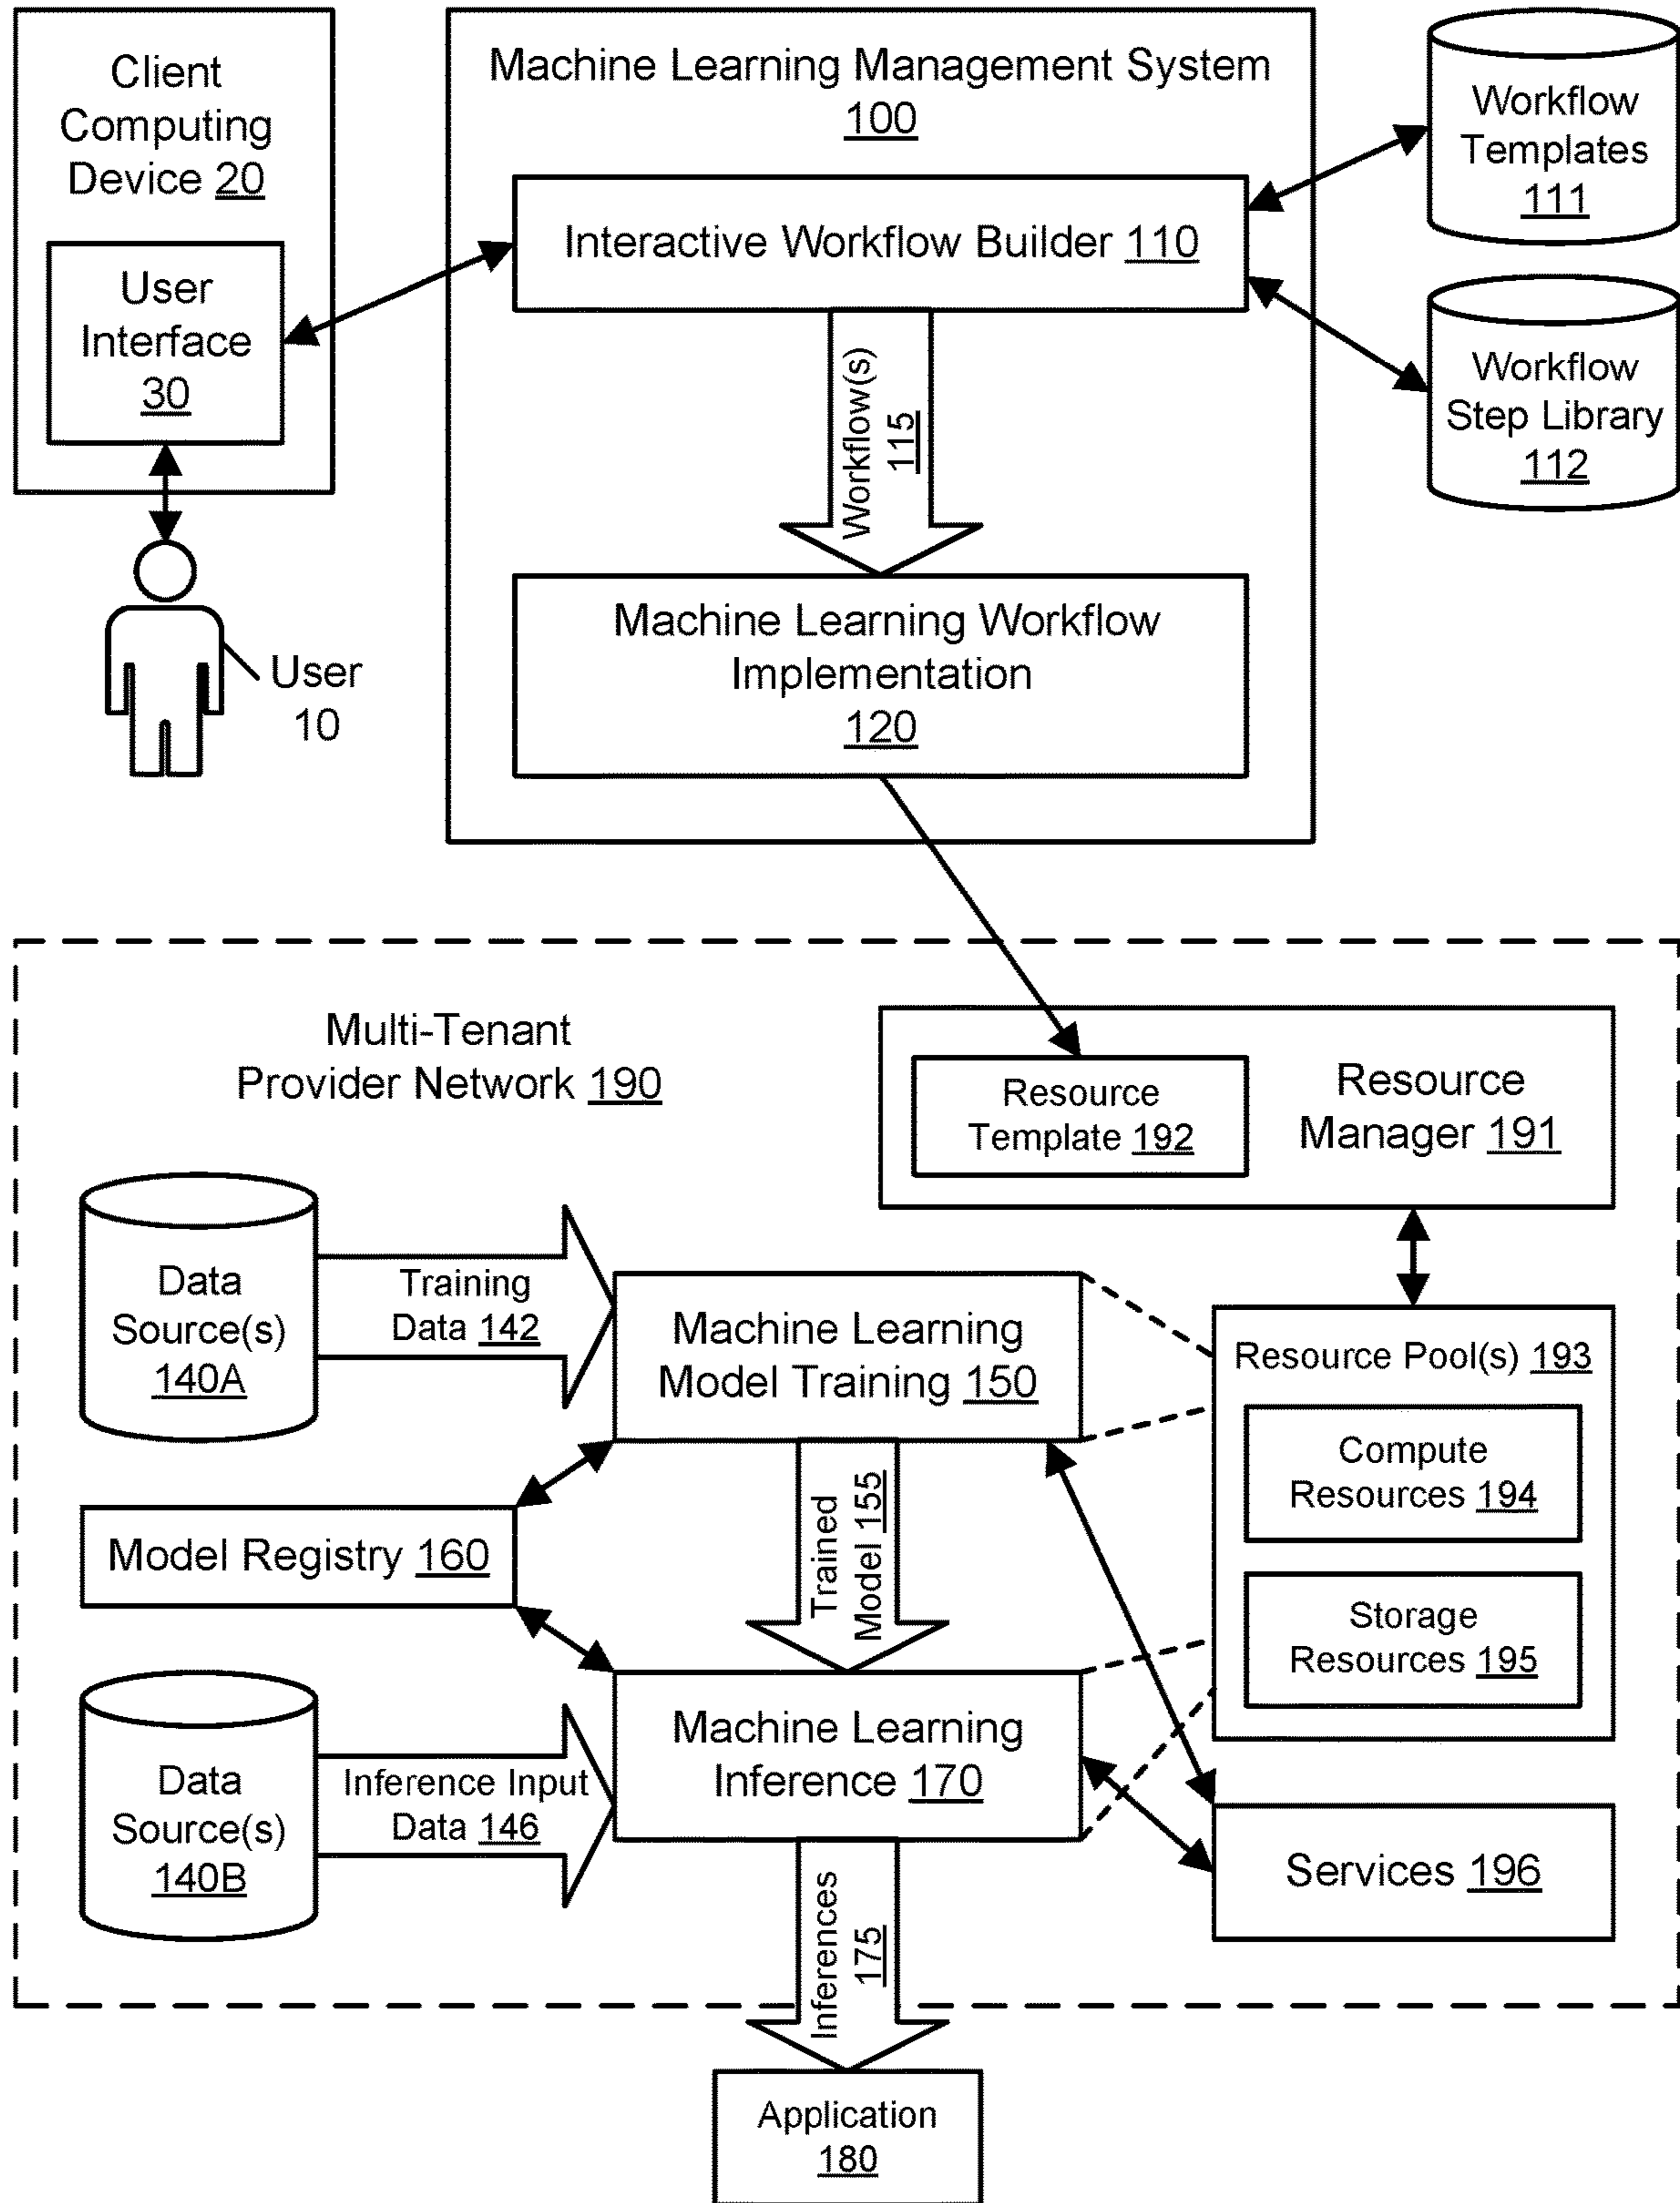 Client
Computing
Device 20
User
Interface
30
User
10
Machine Learning Management System
100
Interactive Workflow Builder 110
Workflow(s)
115
Machine Learning Workflow
Implementation
120
Workflow
Templates
111
Workflow
Step Library
112
Multi-Tenant
Provider Network 190
Resource
Template 192
Resource
Manager 191
Data
Source(s)
140A
Training
Data 142
Machine Learning
Model Training 150
Resource Pool(s) 193
Compute
Resources 194
Storage
Resources 195
Model Registry 160
Trained
Model 155
Data
Source(s)
140B
Inference Input
Data 146
Machine Learning
Inference 170
Services 196
Inferences
175
Application
180